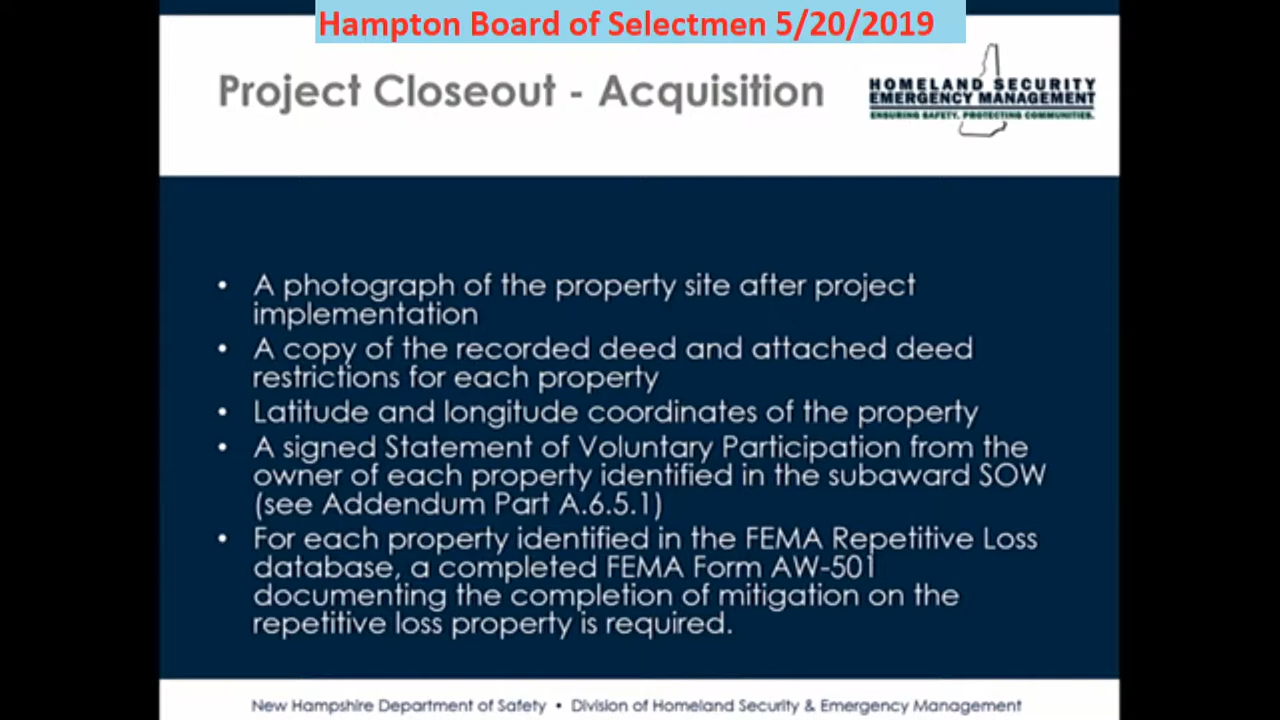 Hampton Board of Selectmen 5/20/2019
Project Closeout - Acquisition
HOMELAND SECURITY
EMERGENCY MANAGEMENT
ENSURING SAFETY. PROTECTING COMMUNITIES.
• A photograph of the property site after project
implementation
• A copy of the recorded deed and attached deed
restrictions for each property
• Latitude and longitude coordinates of the property
• A signed Statement of Voluntary Participation from the
owner of each property identified in the subaward SOW
(see Addendum Part A.6.5.1)
• For each property identified in the FEMA Repetitive Loss
database, a completed FEMA Form AW-501
documenting the completion of mitigation on the
repetitive loss property is required.
New Hampshire Department of Safety • Division of Homeland Security & Emergency Management